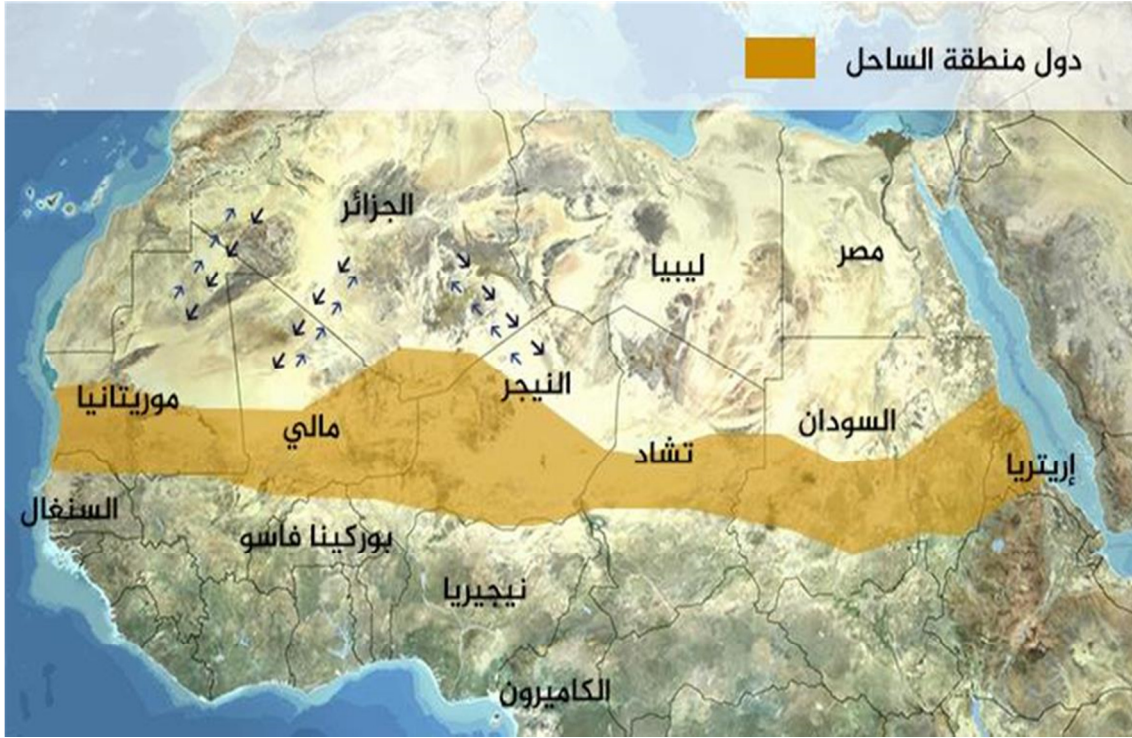 دول منطقة الساحل
الجزائر
ليبيا
مصر
النيجر
موريتانيا
مالي
السودان
تشاد
إريتريا
السنغال
بوركينا فاسو
نيجيريا
الكاميرون